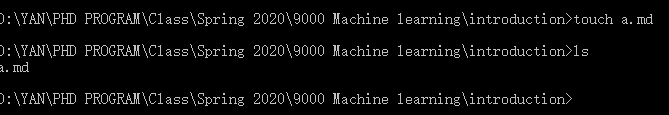 D:\YAN\PHD PROGRAM\Class\Spring 2020\9000 Machine learning\introduction>touch a.md
D:\YAN\PHD PROGRAM\Class\Spring 2020\9000 Machine learning\introduction>ls
a.md
D:\YAN\PHD PROGRAM\Class\Spring 2020\9000 Machine learning\introduction>